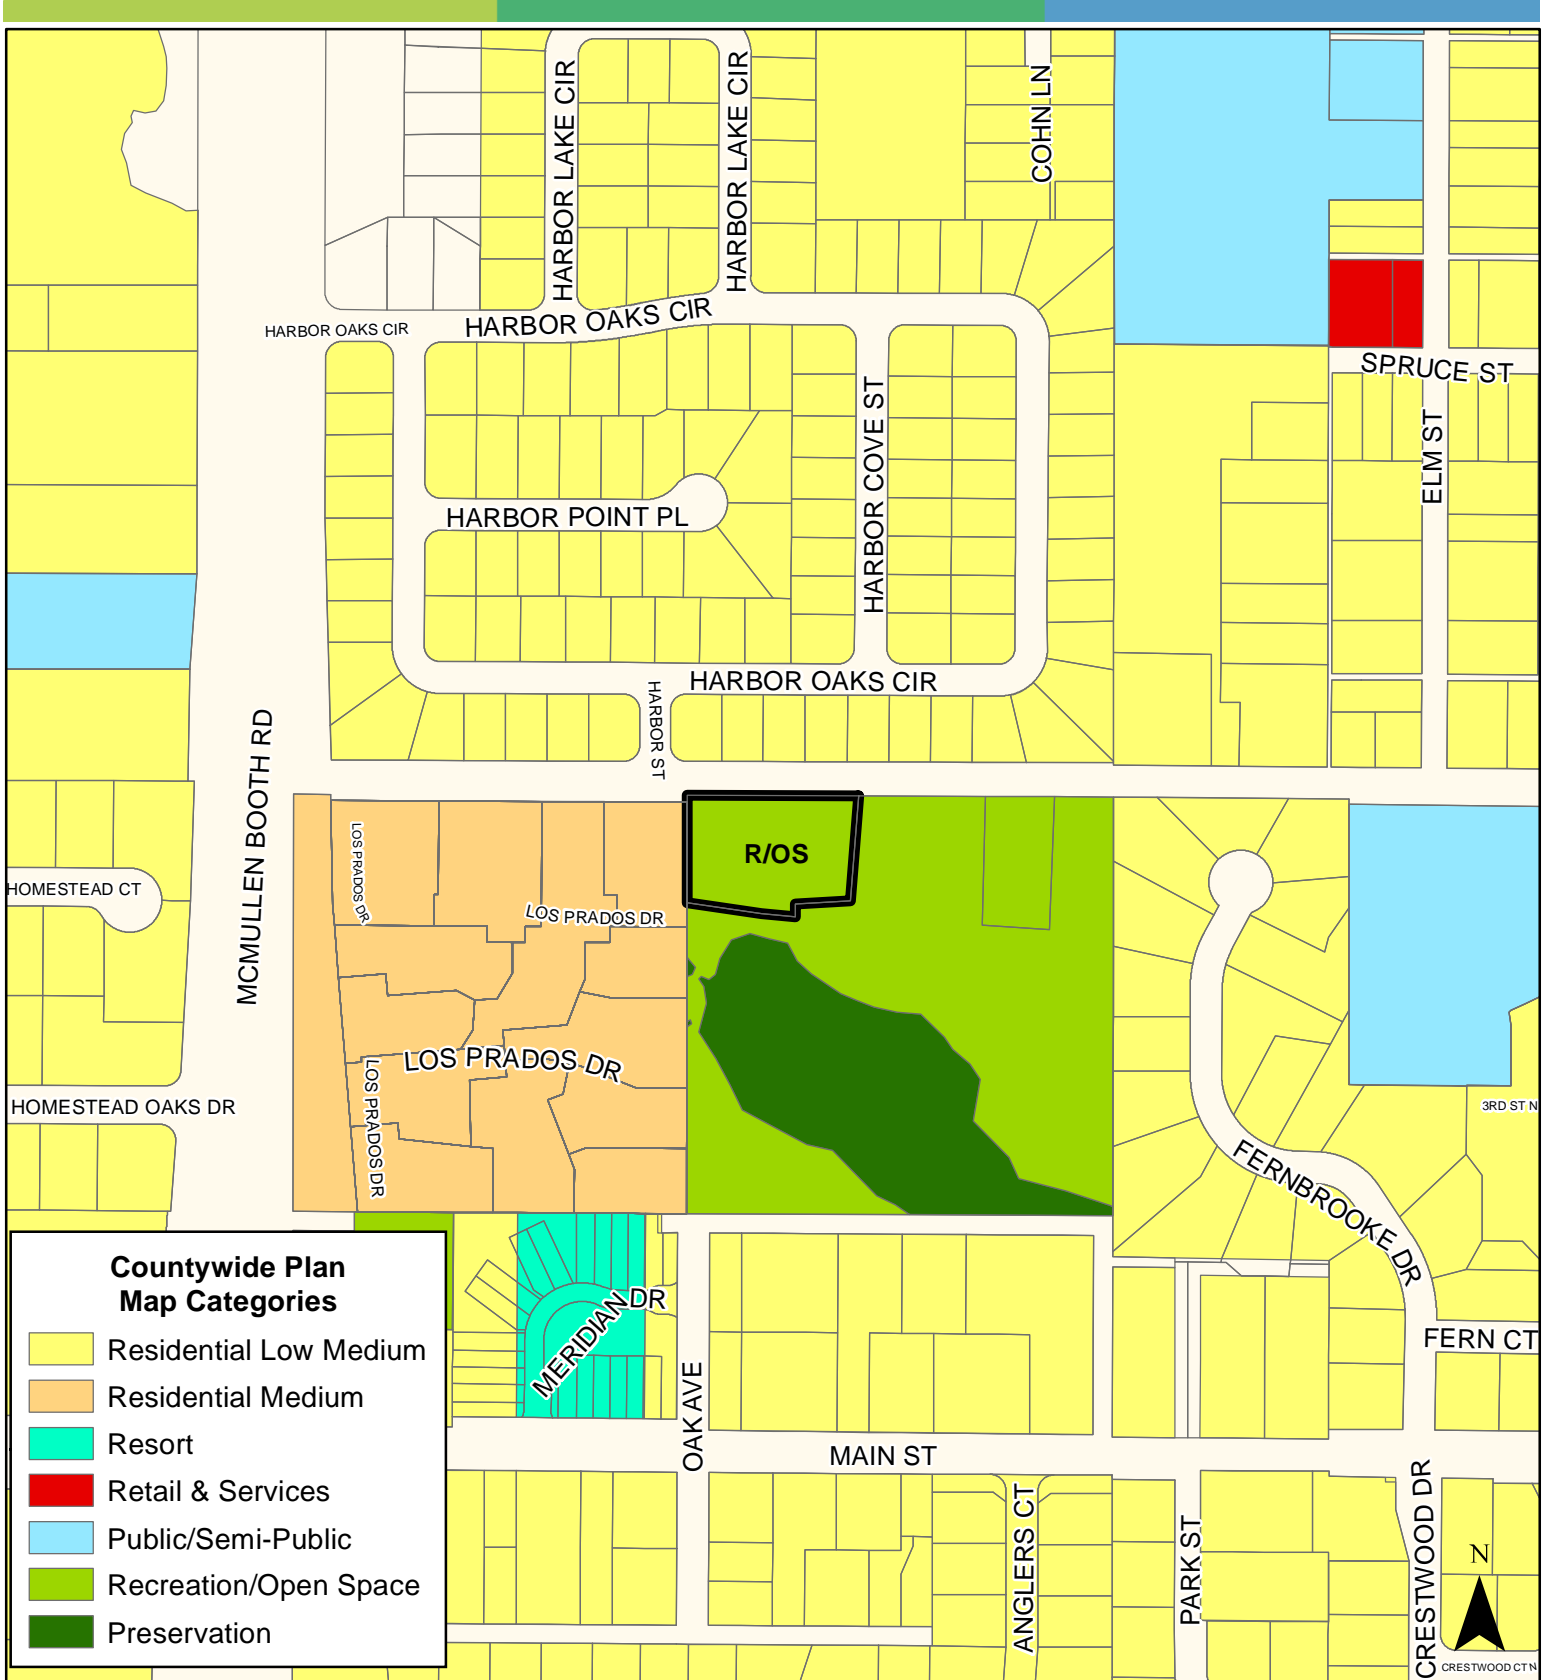 HARBOR LAKE CIR
HARBOR LAKE CIR
COHN LN
HARBOR OAKS CIR
HARBOR OAKS CIR
SPRUCE ST
HARBOR COVE ST
ELM ST
HARBOR POINT PL
HARBOR OAKS CIR
HARBOR ST
MCMULLEN BOOTH RD
LOS PRADOS DR
R/OS
HOMESTEAD CT
LOS PRADOS DR
LOS PRADOS DR
LOS PRADOS DR
HOMESTEAD OAKS DR
3RD ST N
FERNBROOKE DR
MERIDIAN DR
FERN CT
OAK AVE
MAIN ST
ANGLERS CT
PARK ST
CRESTWOOD DR
N
CRESTWOOD CT N
Countywide Plan
Map Categories
Residential Low Medium
Residential Medium
Resort
Retail & Services
Public/Semi-Public
Recreation/Open Space
Preservation